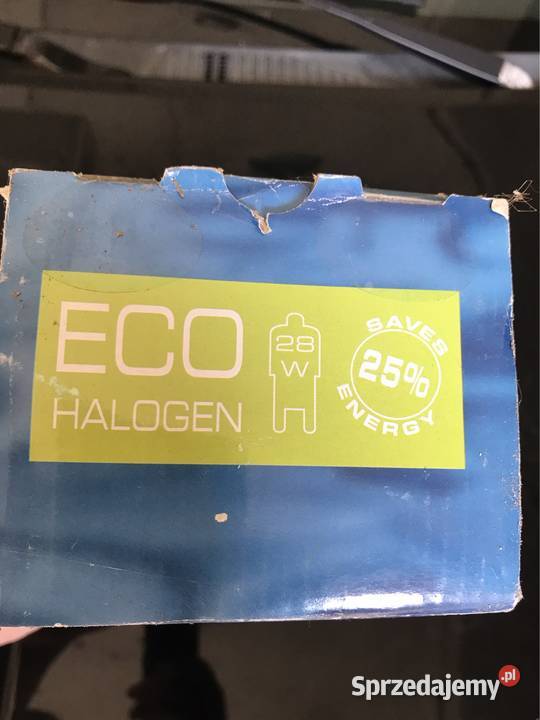 ECO
HALOGEN
28
W
SAVES
25%
ENERGY
Sprzedajemy.pl